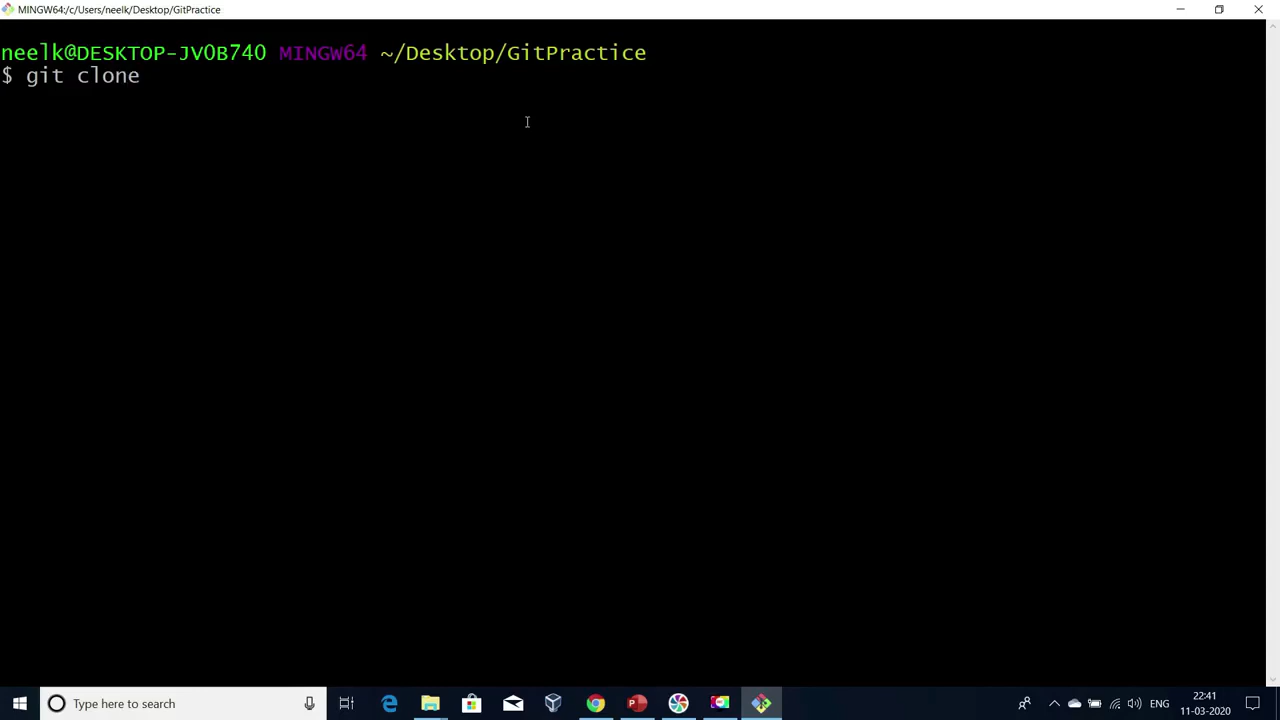 MINGW64:/c/Users/neelk/Desktop/GitPractice
neelk@DESKTOP-JV0B740 MINGW64 ~/Desktop/GitPractice
$ git clone
Type here to search
ENG
22:41
11-03-2020